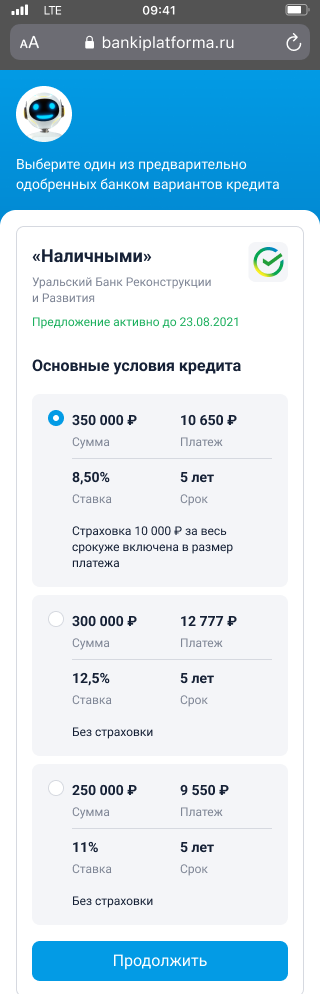 LTE 09:41
AA bankiplatforma.ru
Выберите один из предварительно
одобренных банком вариантов кредита
«Наличными»
Уральский Банк Реконструкции
и Развития
Предложение активно до 23.08.2021
Основные условия кредита
350 000 ₽ 10 650 ₽
Сумма Платеж
8,50% 5 лет
Ставка Срок
Страховка 10 000 ₽ за весь
срокуже включена в размер
платежа
300 000 ₽ 12 777 ₽
Сумма Платеж
12,5% 5 лет
Ставка Срок
Без страховки
250 000 ₽ 9 550 ₽
Сумма Платеж
11% 5 лет
Ставка Срок
Без страховки
Продолжить